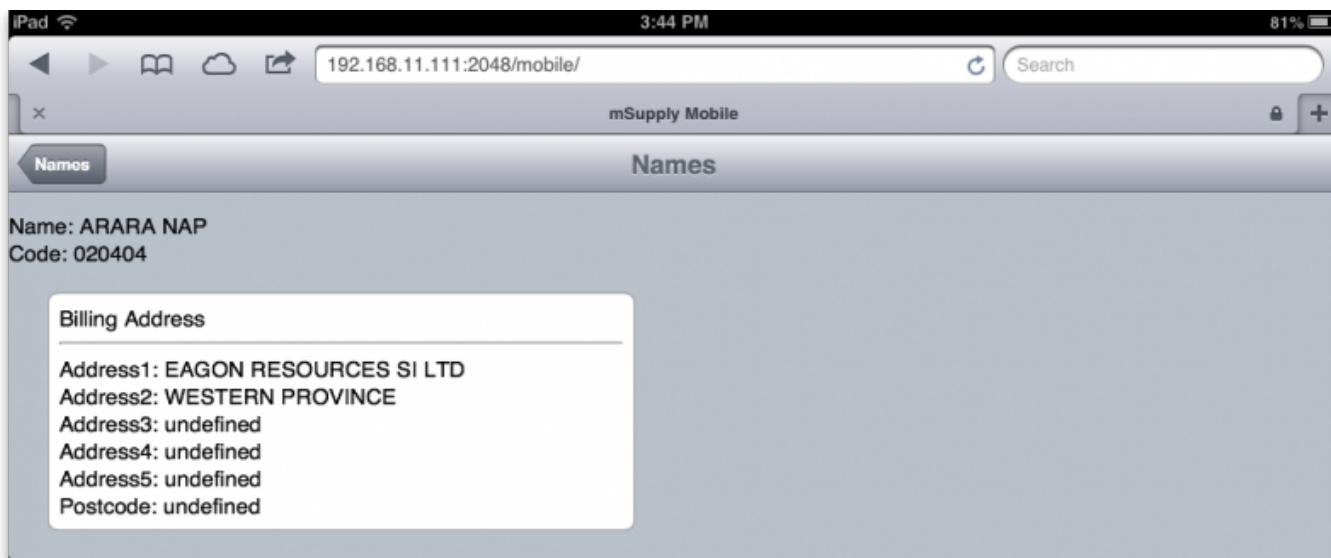 iPad 3:44 PM 81%
192.168.11.111:2048/mobile/ Search
mSupply Mobile
Names Names
Name: ARARA NAP
Code: 020404
Billing Address
Address1: EAGON RESOURCES SI LTD
Address2: WESTERN PROVINCE
Address3: undefined
Address4: undefined
Address5: undefined
Postcode: undefined